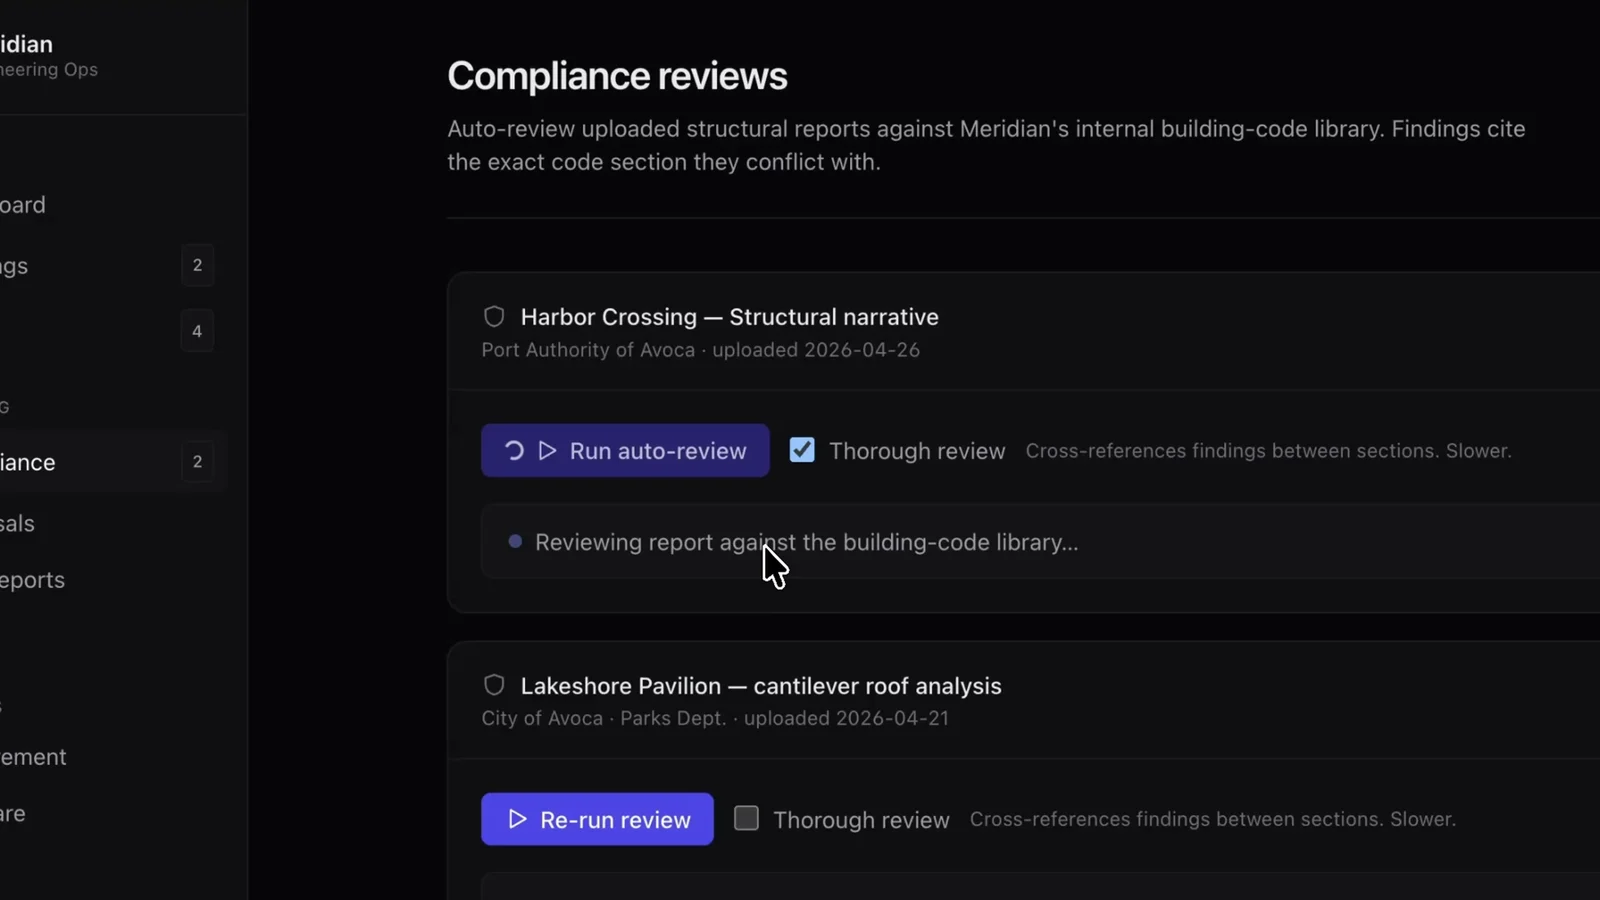 idian
neering Ops
oard
gs
2
4
G
iance
2
sals
eports
s
ement
are
Compliance reviews
Auto-review uploaded structural reports against Meridian's internal building-code library. Findings cite
the exact code section they conflict with.
Harbor Crossing — Structural narrative
Port Authority of Avoca · uploaded 2026-04-26
Run auto-review
Thorough review
Cross-references findings between sections. Slower.
Reviewing report against the building-code library...
Lakeshore Pavilion — cantilever roof analysis
City of Avoca · Parks Dept. · uploaded 2026-04-21
Re-run review
Thorough review
Cross-references findings between sections. Slower.